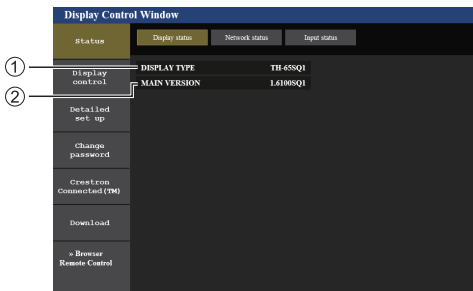 Display Control Window
Status
Display status Network status Input status
① DISPLAY TYPE TH-65SQ1
② MAIN VERSION 1.6100SQ1
Display
control
Detailed
set up
Change
password
Crestron
Connected(TM)
Download
» Browser
Remote Control